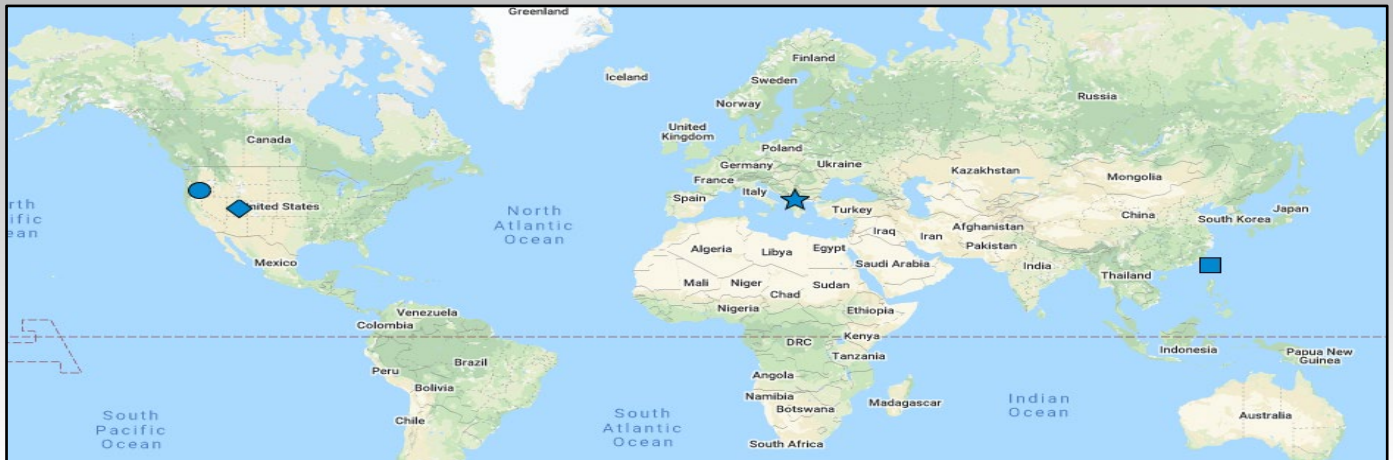 Greenland
Iceland
Finland
Sweden
Norway
Russia
Canada
United
Kingdom
Poland
Germany
Ukraine
France
Kazakhstan
Mongolia
Italy
Spain
United States
North
Atlantic
Ocean
Turkey
China
South Korea
Japan
rth
ific
ean
Iraq
Iran
Afghanistan
Pakistan
Algeria
Libya
Egypt
Mexico
Saudi Arabia
India
Thailand
Mali
Niger
Chad
Sudan
Nigeria
Ethiopia
Venezuela
Colombia
DRC
Kenya
Tanzania
Indonesia
Papua New
Guinea
Brazil
Peru
Bolivia
Angola
Namibia
Botswana
Madagascar
Indian
Ocean
South
Pacific
Ocean
Chile
South
Atlantic
Ocean
South Africa
Australia